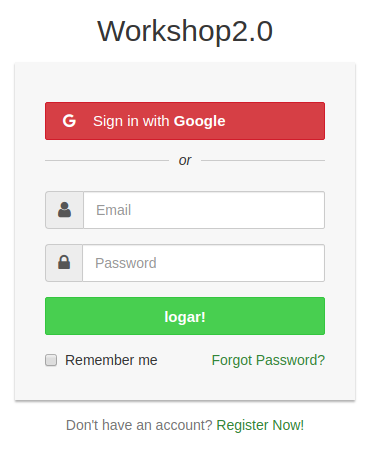 Workshop2.0
G Sign in with Google
or
Email
Password
logar!
Remember me Forgot Password?
Don't have an account? Register Now!